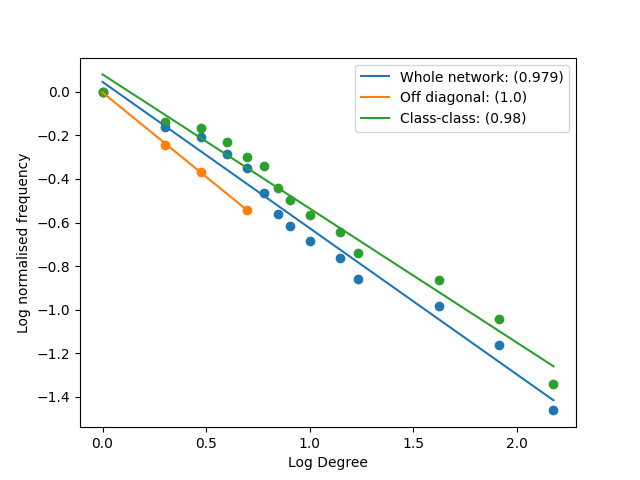 Whole network: (0.979)
Off diagonal: (1.0)
Class-class: (0.98)
Log normalised frequency
0.0
−0.2
−0.4
−0.6
−0.8
−1.0
−1.2
−1.4
0.0 0.5 1.0 1.5 2.0
Log Degree